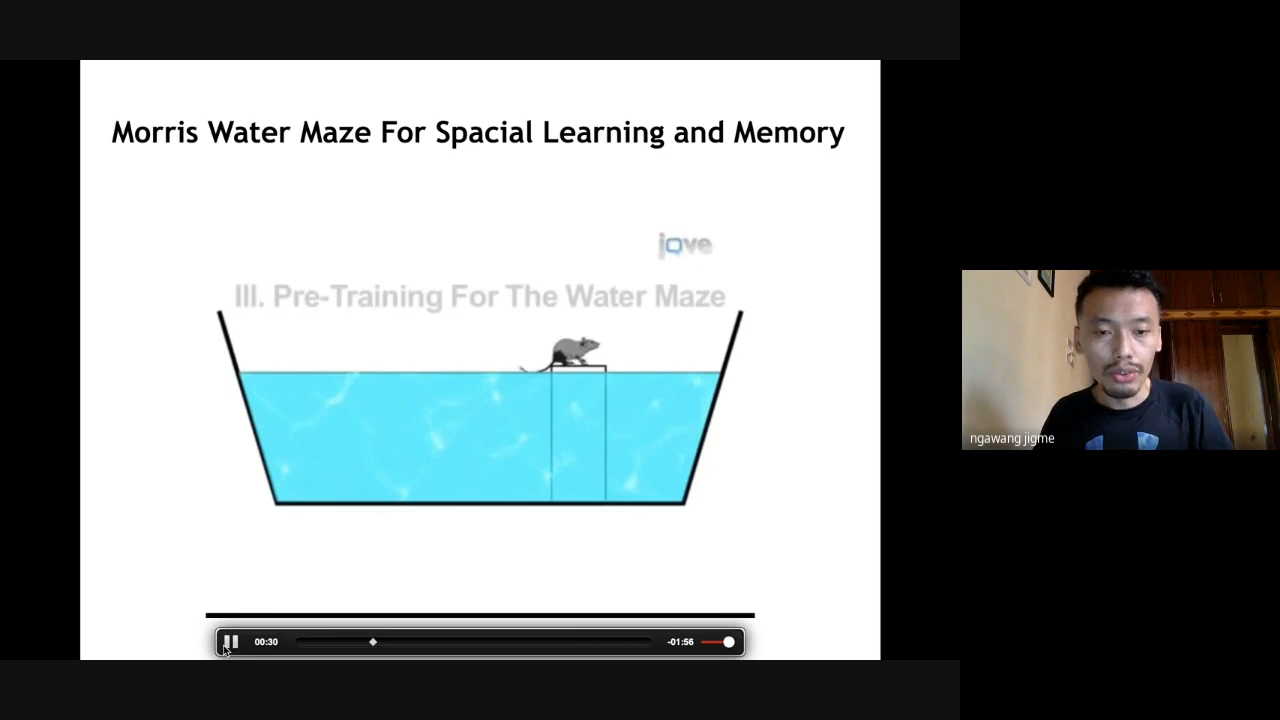 Morris Water Maze For Spacial Learning and Memory
jove
III. Pre-Training For The Water Maze
00:30
-01:56
ngawang jigme